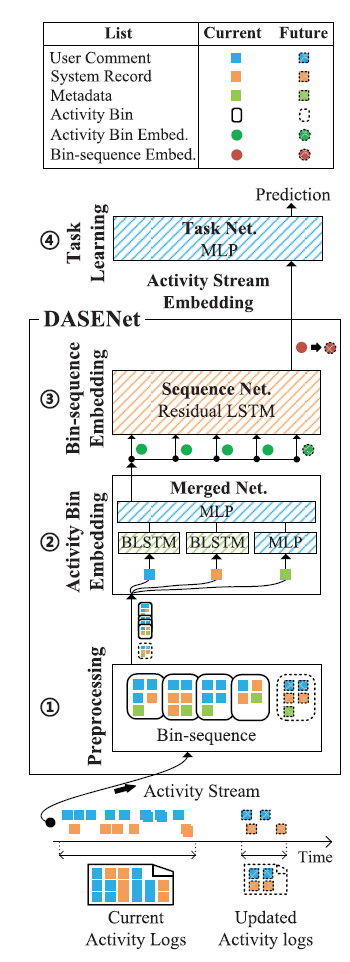 List Current Future
User Comment
System Record
Metadata
Activity Bin
Activity Bin Embed.
Bin-sequence Embed.
Prediction
④ Task Learning
Task Net.
MLP
Activity Stream
Embedding
DASENet
③ Bin-sequence Embedding
Sequence Net.
Residual LSTM
② Activity Bin Embedding
Merged Net.
MLP
BLSTM BLSTM MLP
① Preprocessing
Bin-sequence
Activity Stream
Time
Current
Activity Logs
Updated
Activity logs